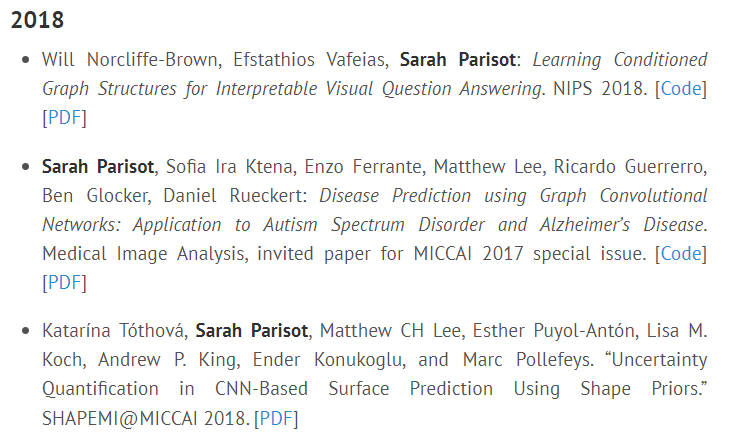 2018
Will Norcliffe-Brown, Efstathios Vafeias, Sarah Parisot: Learning Conditioned
Graph Structures for Interpretable Visual Question Answering. NIPS 2018. [Code]
[PDF]
Sarah Parisot, Sofia Ira Ktena, Enzo Ferrante, Matthew Lee, Ricardo Guerrerro,
Ben Glocker, Daniel Rueckert: Disease Prediction using Graph Convolutional
Networks: Application to Autism Spectrum Disorder and Alzheimer’s Disease.
Medical Image Analysis, invited paper for MICCAI 2017 special issue. [Code]
[PDF]
Katarína Tóthová, Sarah Parisot, Matthew CH Lee, Esther Puyol-Antón, Lisa M.
Koch, Andrew P. King, Ender Konukoglu, and Marc Pollefeys. “Uncertainty
Quantification in CNN-Based Surface Prediction Using Shape Priors.”
SHAPEMI@MICCAI 2018. [PDF]